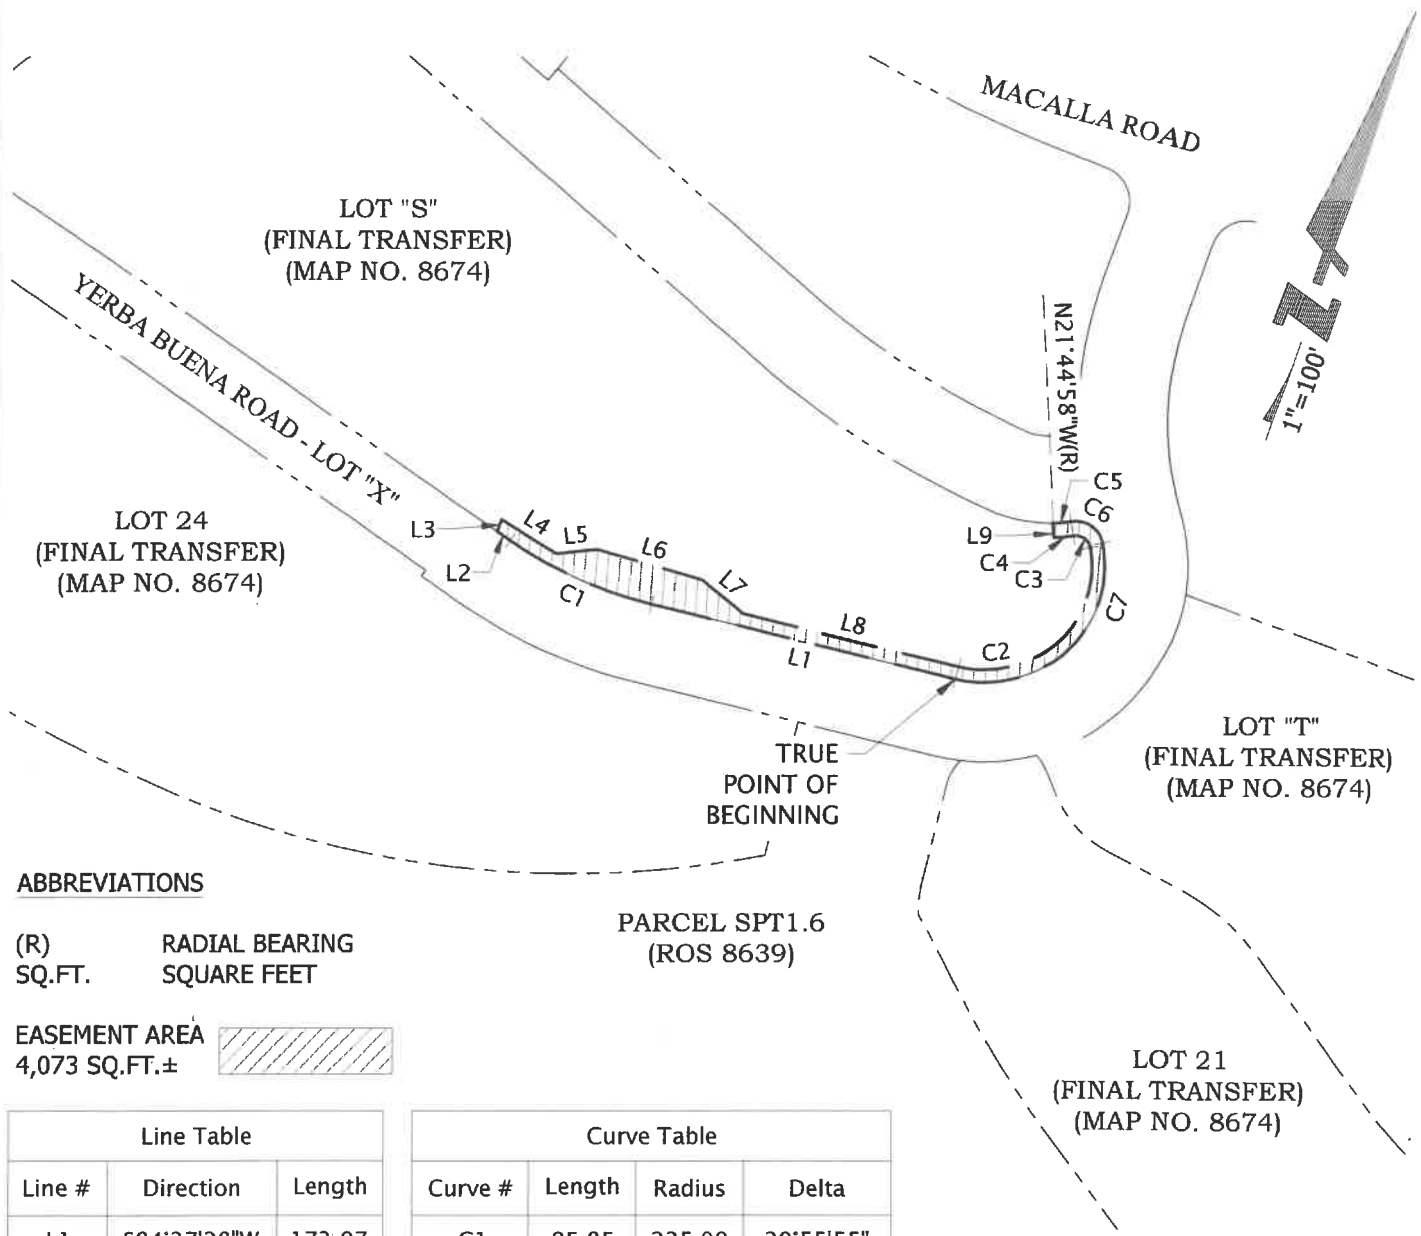 MACALLA ROAD
LOT "S"
(FINAL TRANSFER)
(MAP NO. 8674)
YERBA BUENA ROAD - LOT "X"
N21°44'58"W(R)
Z
1"=100'
LOT 24
(FINAL TRANSFER)
(MAP NO. 8674)
L3
L2
L4
L5
L6
L7
C1
L8
L1
C2
C5
C6
L9
C4
C3
C7
TRUE
POINT OF
BEGINNING
LOT "T"
(FINAL TRANSFER)
(MAP NO. 8674)
ABBREVIATIONS
(R) RADIAL BEARING
SQ.FT. SQUARE FEET
EASEMENT AREA
4,073 SQ.FT.±
PARCEL SPT1.6
(ROS 8639)
LOT 21
(FINAL TRANSFER)
(MAP NO. 8674)
Line Table
Line # Direction Length
Curve Table
Curve # Length Radius Delta